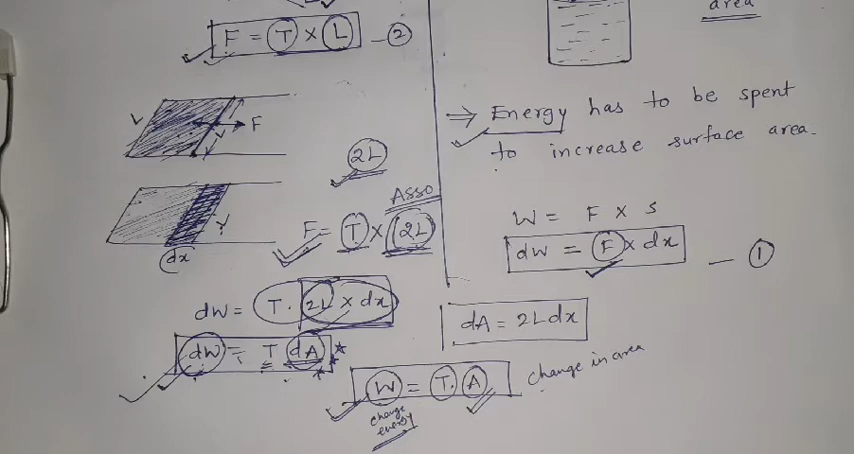 F = T × L — ②
F
2L
Asso
F = T × 2L
dx
dW = T. 2L × dx
dW = T dA
W = T. A
change energy
change in area
area
⇒ Energy has to be spent
to increase surface area.
W = F × s
dW = F × dx — ①
dA = 2Ldx